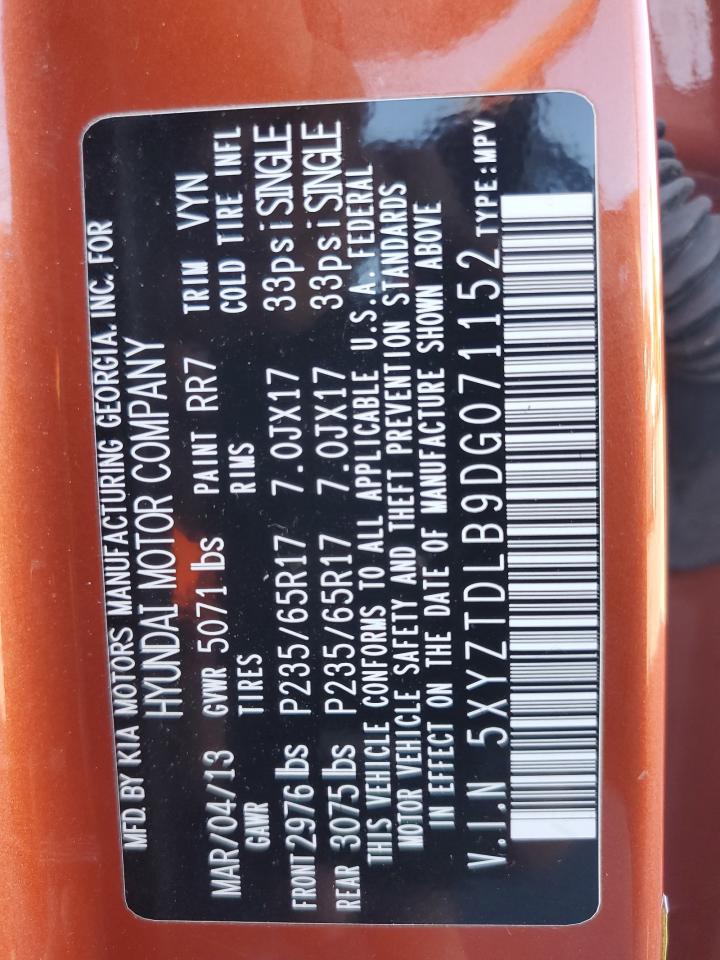 MFD. BY KIA MOTORS MANUFACTURING GEORGIA. INC. FOR
HYUNDAI MOTOR COMPANY
MAR/04/13 GVWR 5071 lbs PAINT RR7 TRIM VYN
GAWR TIRES RIMS COLD TIRE INFL
FRONT 2976 lbs P235/65R17 7.0JX17 33psi SINGLE
REAR 3075 lbs P235/65R17 7.0JX17 33psi SINGLE
THIS VEHICLE CONFORMS TO ALL APPLICABLE U.S.A. FEDERAL
MOTOR VEHICLE SAFETY AND THEFT PREVENTION STANDARDS
IN EFFECT ON THE DATE OF MANUFACTURE SHOWN ABOVE
V.I.N 5XYZTDLB9DG071152 TYPE:MPV